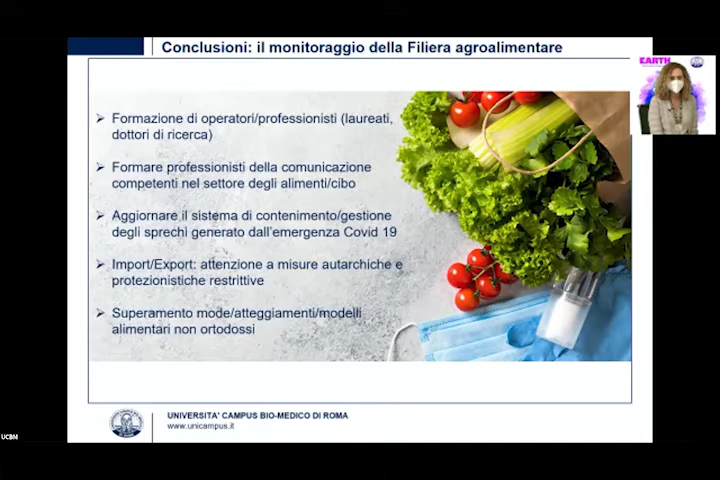 Conclusioni: il monitoraggio della Filiera agroalimentare
EARTH
➢ Formazione di operatori/professionisti (laureati,
dottori di ricerca)
➢ Formare professionisti della comunicazione
competenti nel settore degli alimenti/cibo
➢ Aggiornare il sistema di contenimento/gestione
degli sprechi generato dall'emergenza Covid 19
➢ Import/Export: attenzione a misure autarchiche e
protezionistiche restrittive
➢ Superamento mode/atteggiamenti/modelli
alimentari non ortodossi
UNIVERSITA' CAMPUS BIO-MEDICO DI ROMA
www.unicampus.it
UCBM